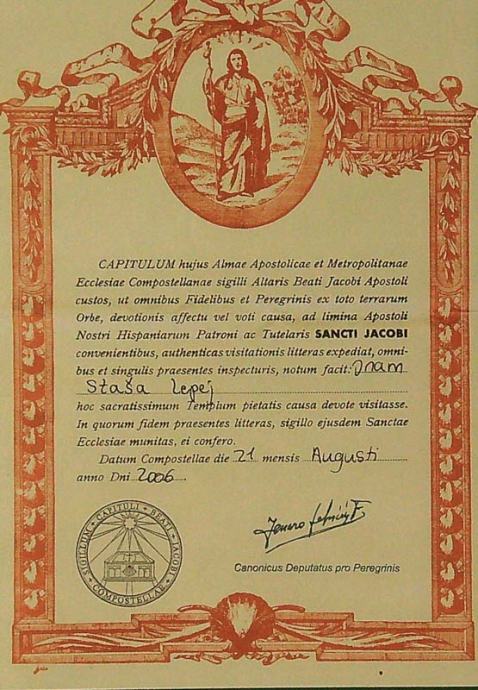 CAPITULUM hujus Almae Apostolicae et Metropolitanae
Ecclesiae Compostellanae sigilli Altaris Beati Jacobi Apostoli
custos, ut omnibus Fidelibus et Peregrinis ex toto terrarum
Orbe, devotionis affectu vel voti causa, ad limina Apostoli
Nostri Hispaniarum Patroni ac Tutelaris SANCTI JACOBI
convenientibus, authenticas visitationis litteras expediat, omni-
bus et singulis praesentes inspecturis, notum facit: Dnam
Staša Lepej
hoc sacratissimum Templum pietatis causa devote visitasse.
In quorum fidem praesentes litteras, sigillo ejusdem Sanctae
Ecclesiae munitas, ei confero.
Datum Compostellae die 21 mensis Augusti
anno Dni 2006.
SIGILLUM CAPITULI BEATI JACOBI
COMPOSTELLAE
Canonicus Deputatus pro Peregrinis